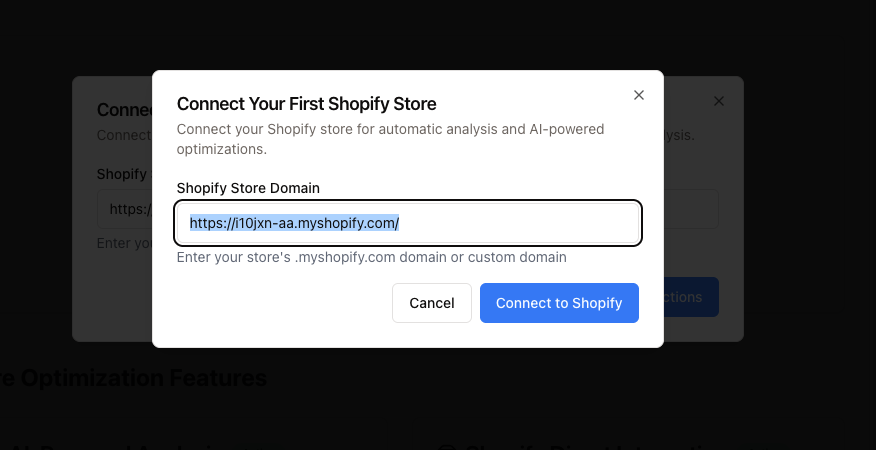 Connect Your First Shopify Store
Connect your Shopify store for automatic analysis and AI-powered
optimizations.
Shopify Store Domain
https://i10jxn-aa.myshopify.com/
Enter your store's .myshopify.com domain or custom domain
Cancel
Connect to Shopify
Connec
Connect
ysis.
Shopify
https:/
Enter yo
ctions
re Optimization Features